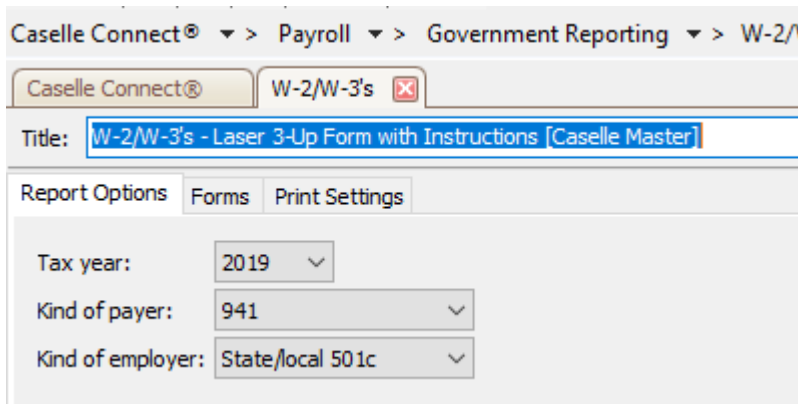 Caselle Connect® ▾ > Payroll ▾ > Government Reporting ▾ > W-2/
Caselle Connect® W-2/W-3's
Title: W-2/W-3's - Laser 3-Up Form with Instructions [Caselle Master]
Report Options Forms Print Settings
Tax year: 2019
Kind of payer: 941
Kind of employer: State/local 501c